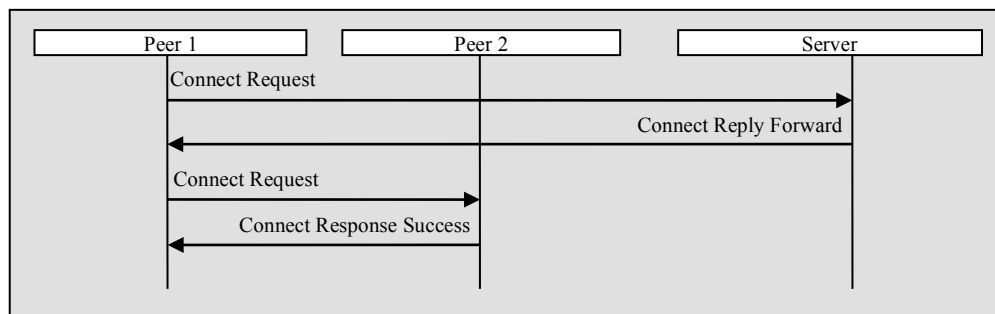 Peer 1
Peer 2
Server
Connect Request
Connect Reply Forward
Connect Request
Connect Response Success